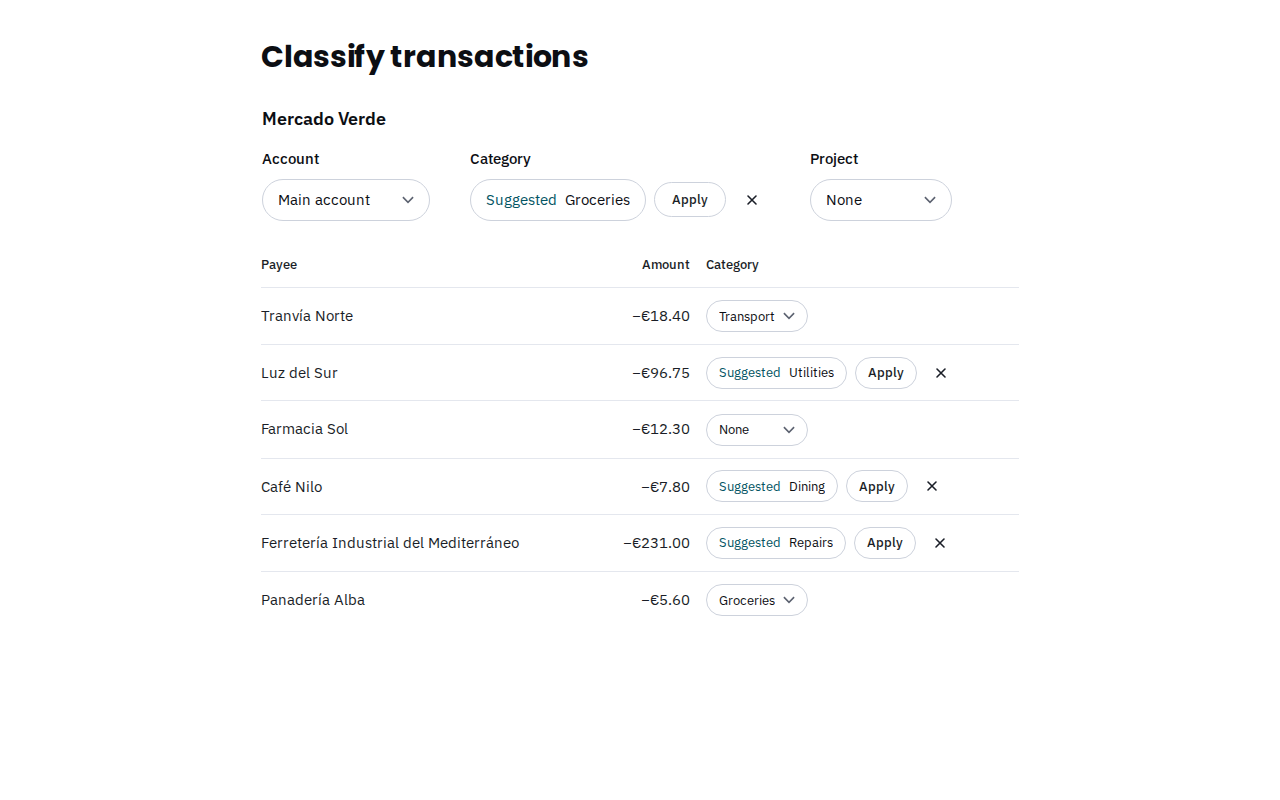 Classify transactions
Mercado Verde
Account Category Project
Main account Suggested Groceries Apply None
Payee Amount Category
Tranvía Norte −€18.40 Transport
Luz del Sur −€96.75 Suggested Utilities Apply
Farmacia Sol −€12.30 None
Café Nilo −€7.80 Suggested Dining Apply
Ferretería Industrial del Mediterráneo −€231.00 Suggested Repairs Apply
Panadería Alba −€5.60 Groceries